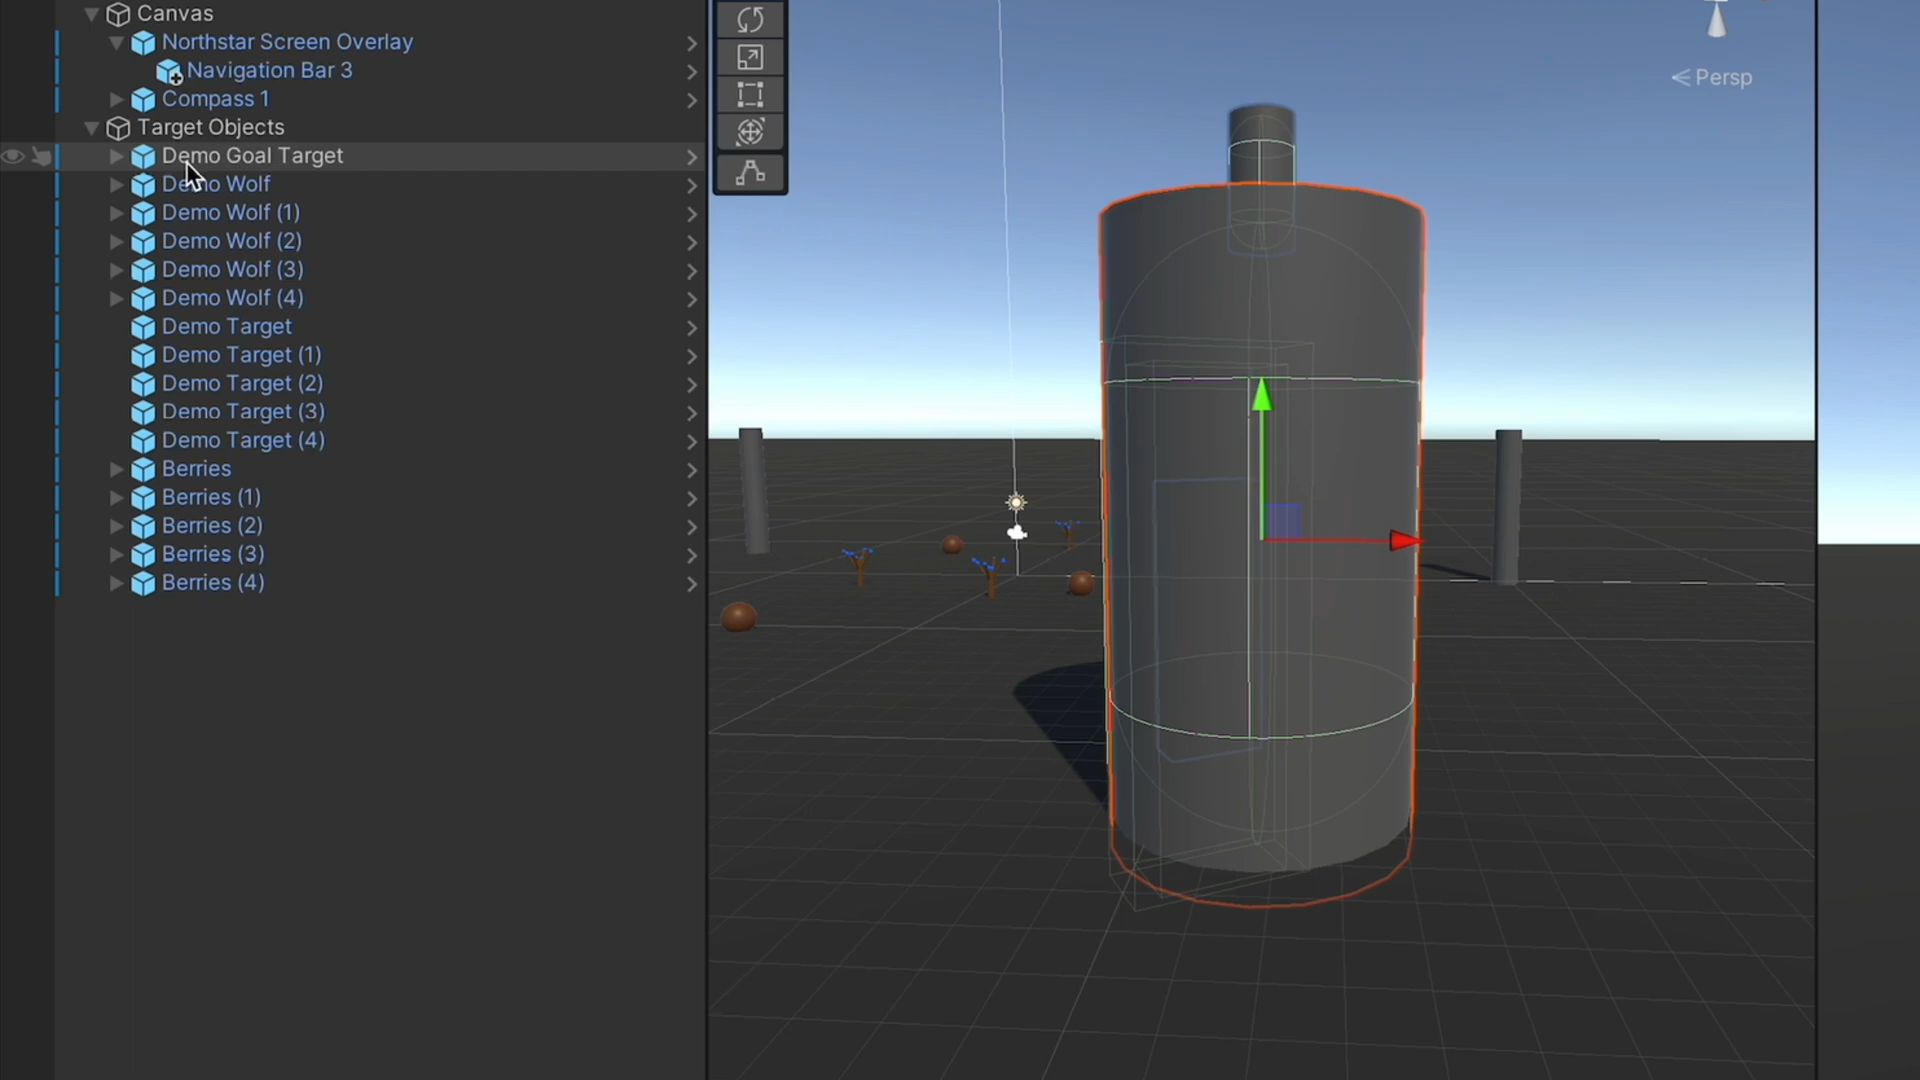 Canvas
Northstar Screen Overlay
Navigation Bar 3
Compass 1
Target Objects
Demo Goal Target
Demo Wolf
Demo Wolf (1)
Demo Wolf (2)
Demo Wolf (3)
Demo Wolf (4)
Demo Target
Demo Target (1)
Demo Target (2)
Demo Target (3)
Demo Target (4)
Berries
Berries (1)
Berries (2)
Berries (3)
Berries (4)
Persp